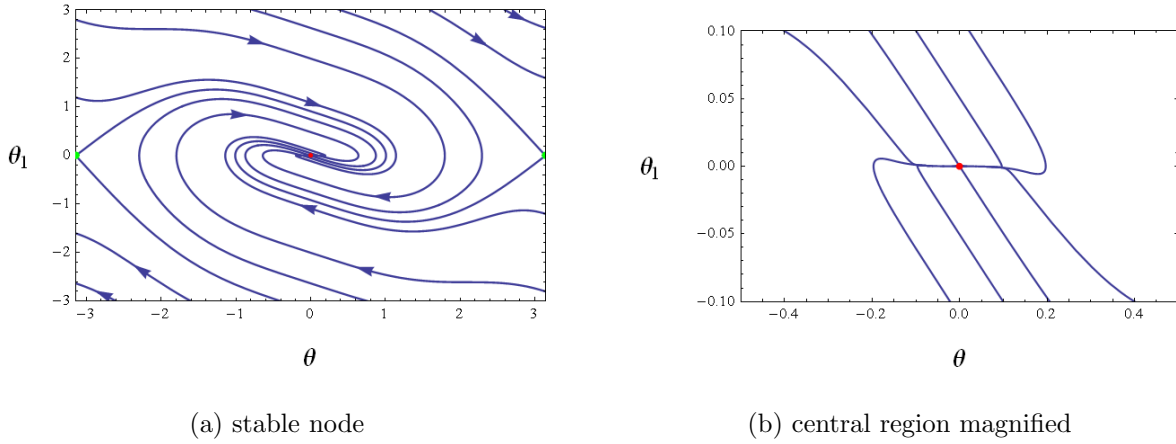 3
2
1
0
−1
−2
−3
−3 −2 −1 0 1 2 3
θ₁
θ
(a) stable node
0.10
0.05
0.00
−0.05
−0.10
−0.4 −0.2 0.0 0.2 0.4
θ₁
θ
(b) central region magnified